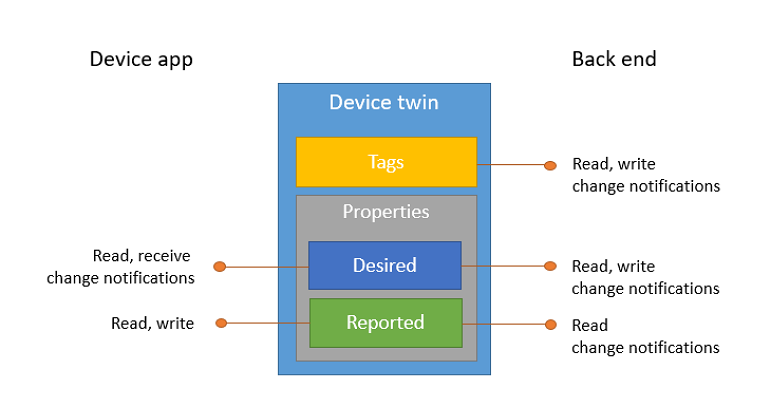 Device app
Back end
Device twin
Tags
Read, write
change notifications
Properties
Read, receive
change notifications
Desired
Read, write
change notifications
Read, write
Reported
Read
change notifications